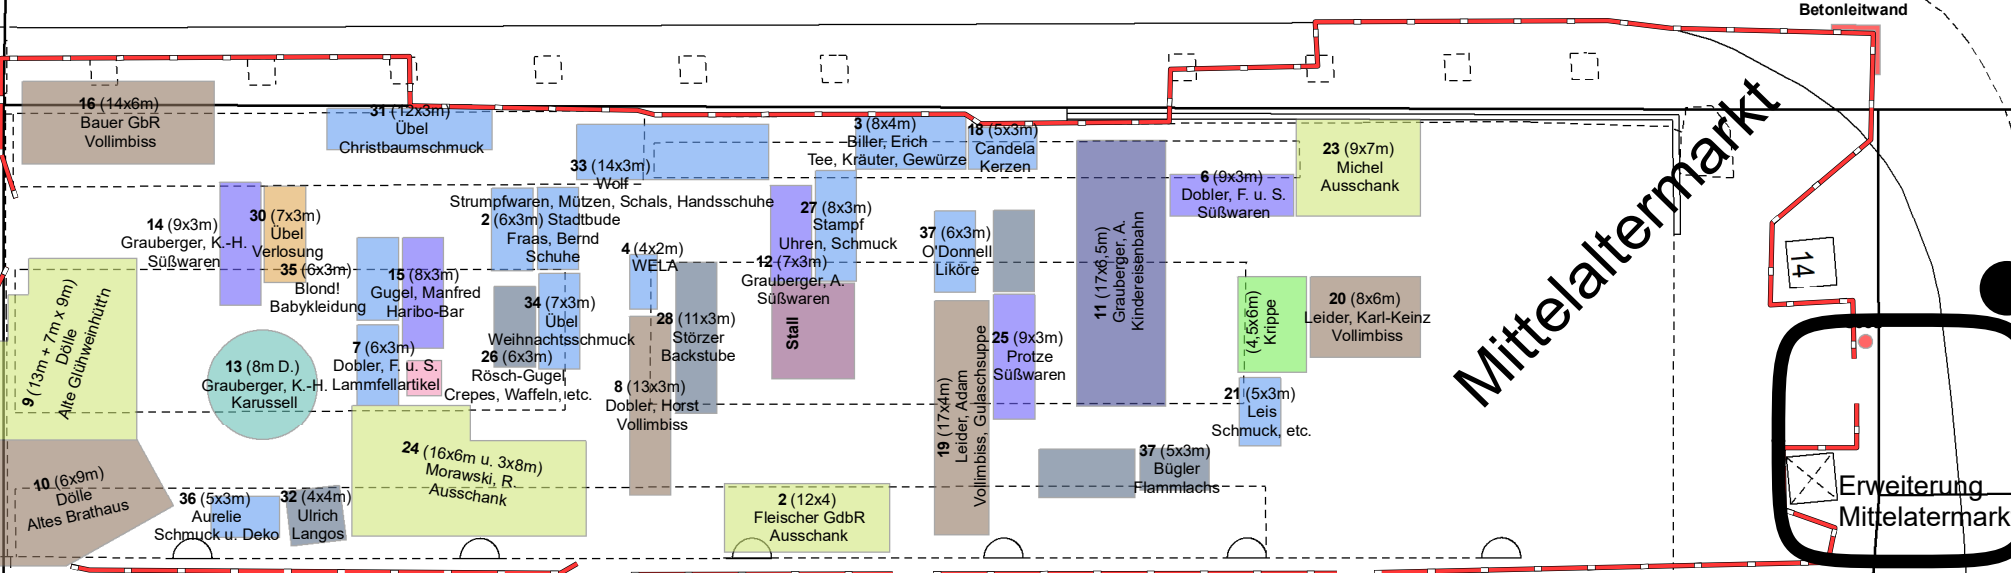 Betonleitwand
16 (14x6m)
Bauer GbR
Vollimbiss
31 (12x3m)
Übel
Christbaumschmuck
33 (14x3m)
Wolf
Strumpfwaren, Mützen, Schals, Handsschuhe
3 (8x4m)
Biller, Erich
Tee, Kräuter, Gewürze
18 (5x3m)
Candela
Kerzen
23 (9x7m)
Michel
Ausschank
6 (9x3m)
Dobler, F. u. S.
Süßwaren
14 (9x3m)
Grauberger, K.-H.
Süßwaren
30 (7x3m)
Übel
Verlosung
35 (6x3m)
Blond!
Babykleidung
15 (8x3m)
Gugel, Manfred
Haribo-Bar
2 (6x3m) Stadtbude
Fraas, Bernd
Schuhe
4 (4x2m)
WELA
27 (8x3m)
Stampf
Uhren, Schmuck
12 (7x3m)
Grauberger, A.
Süßwaren
37 (6x3m)
O'Donnell
Liköre
11 (17x6,5m)
Grauberger, A.
Kindereisenbahn
Mittelaltermarkt
14
9 (13m + 7m x 9m)
Dölle
Alte Glühweinhütt'n
13 (8m D.)
Grauberger, K.-H.
Karussell
7 (6x3m)
Dobler, F. u. S.
Lammfellartikel
34 (7x3m)
Übel
Weihnachtsschmuck
26 (6x3m)
Rösch-Gugel
Crepes, Waffeln, etc.
28 (11x3m)
Störzer
Backstube
Stall
8 (13x3m)
Dobler, Horst
Vollimbiss
19 (17x4m)
Leider, Adam
Vollimbiss, Gulaschsuppe
25 (9x3m)
Protze
Süßwaren
(4,5x6m)
Krippe
20 (8x6m)
Leider, Karl-Keinz
Vollimbiss
21 (5x3m)
Leis
Schmuck, etc.
10 (6x9m)
Dölle
Altes Brathaus
36 (5x3m)
Aurelie
Schmuck u. Deko
32 (4x4m)
Ulrich
Langos
24 (16x6m u. 3x8m)
Morawski, R.
Ausschank
2 (12x4)
Fleischer GdbR
Ausschank
37 (5x3m)
Bügler
Flammlachs
Erweiterung
Mittelatermark